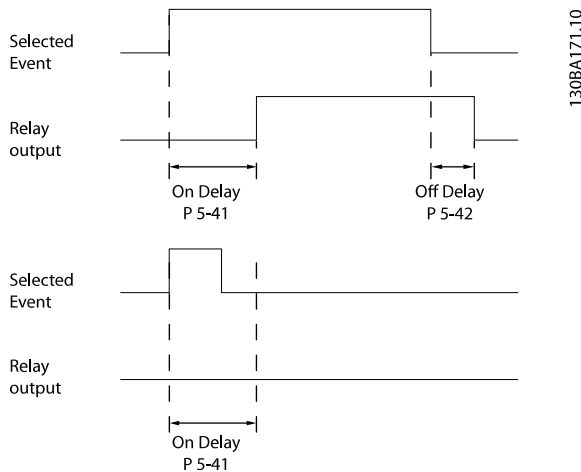 Selected
Event
130BA171.10
Relay
output
On Delay
P 5-41
Off Delay
P 5-42
Selected
Event
Relay
output
On Delay
P 5-41